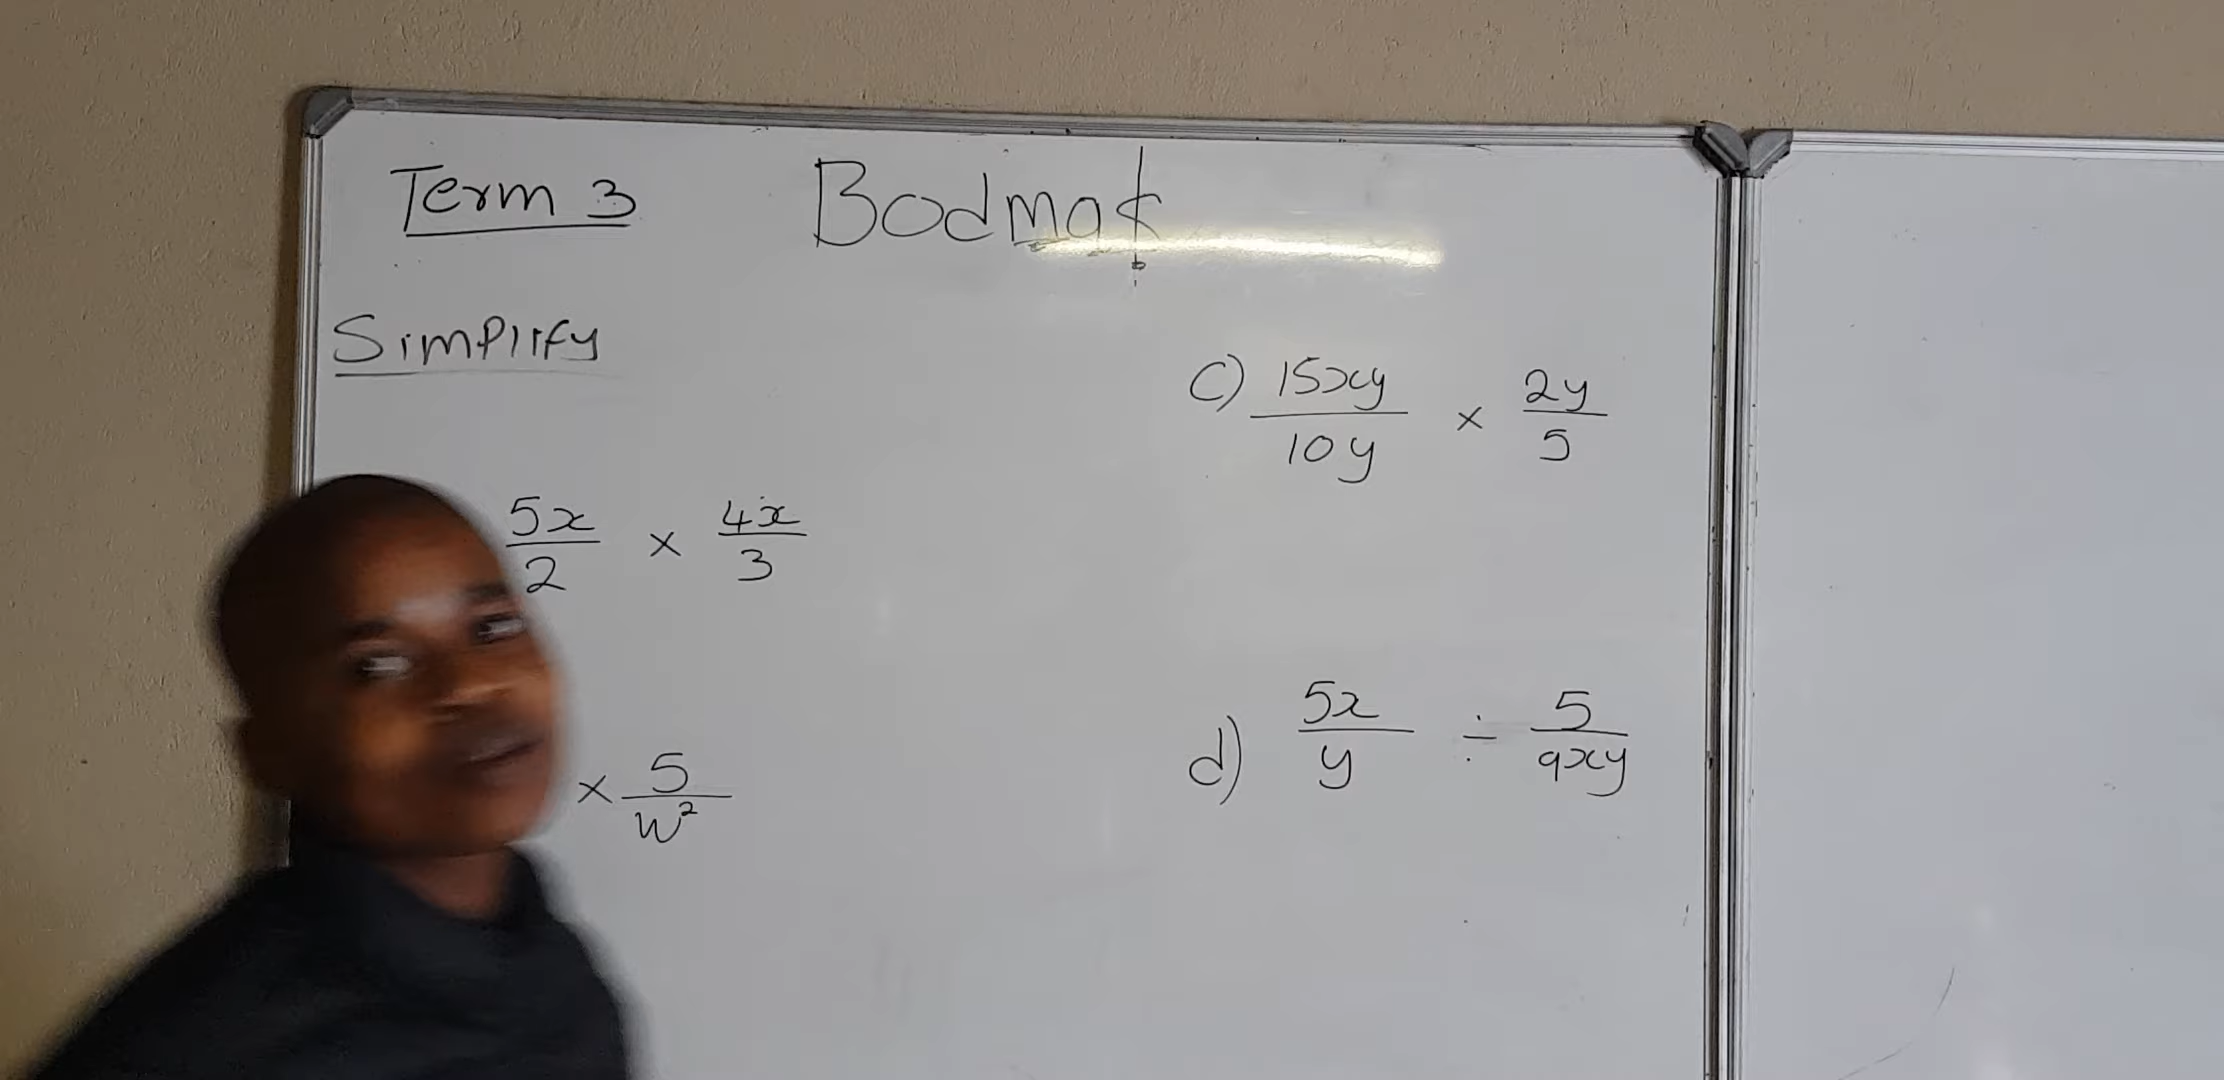 Term 3
Bodmas
Simplify
5x/2 × 4x/3
× 5/w²
c) 15xy/10y × 2y/5
d) 5x/y ÷ 5/9xy